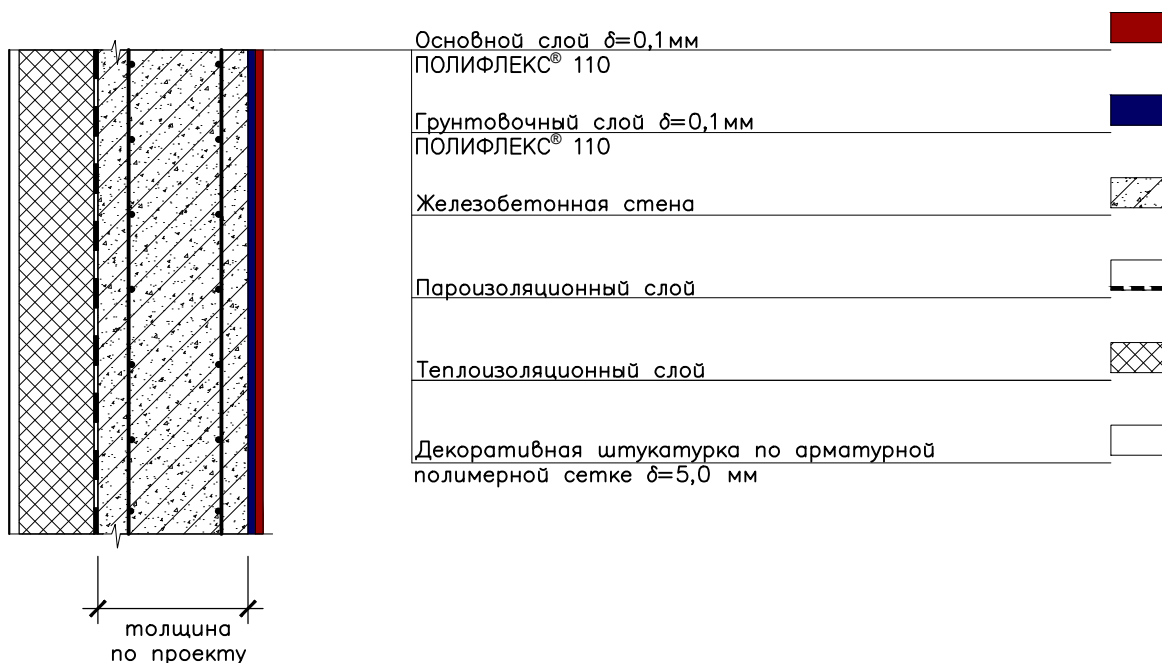 Основной слой δ=0,1мм
ПОЛИФЛЕКС® 110
Грунтовочный слой δ=0,1мм
ПОЛИФЛЕКС® 110
Железобетонная стена
Пароизоляционный слой
Теплоизоляционный слой
Декоративная штукатурка по арматурной
полимерной сетке δ=5,0 мм
толщина
по проекту